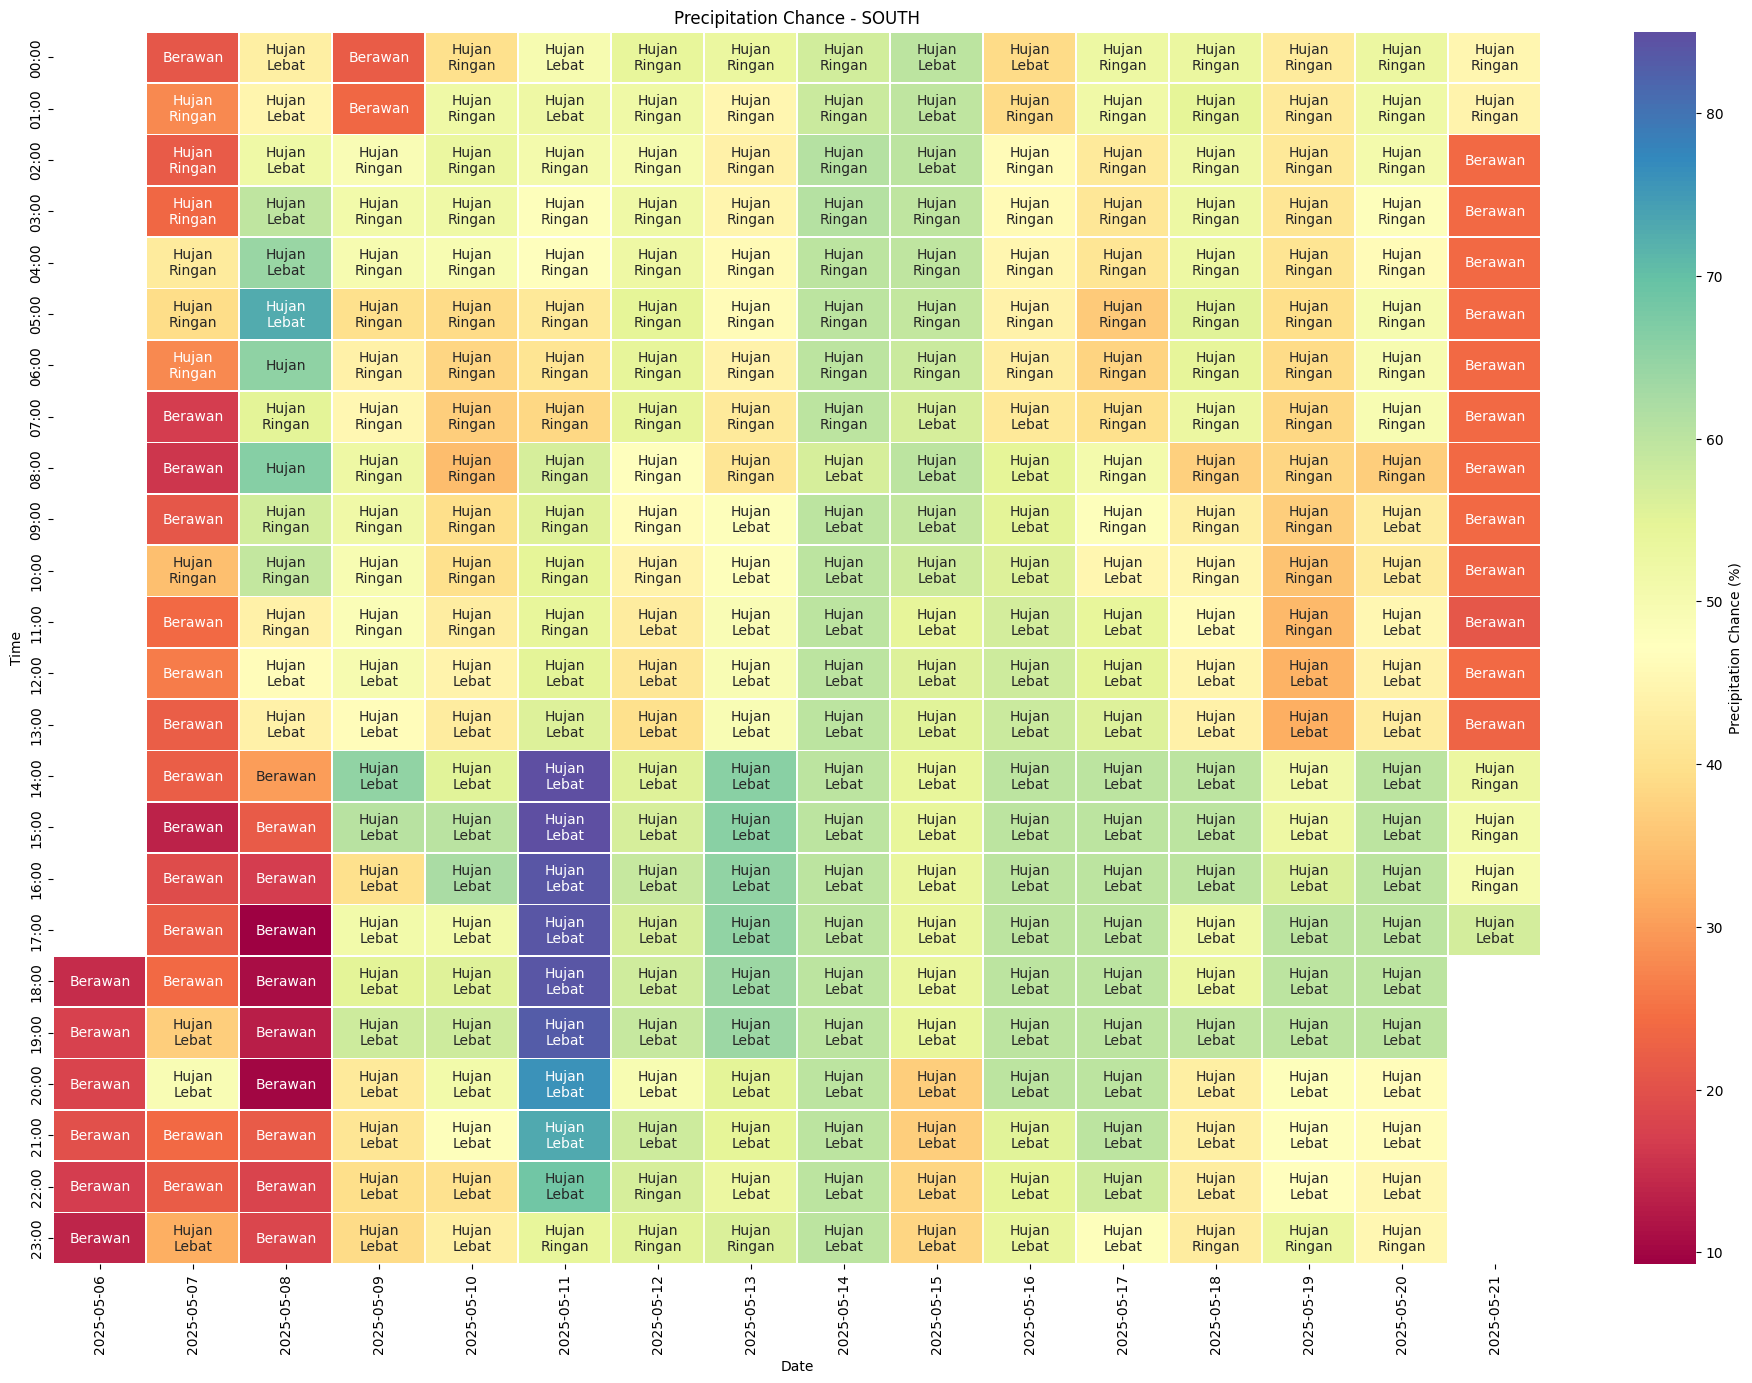 Precipitation Chance - SOUTH
00:00 Berawan Hujan Lebat Berawan Hujan Ringan Hujan Lebat Hujan Ringan Hujan Ringan Hujan Ringan Hujan Lebat Hujan Lebat Hujan Ringan Hujan Ringan Hujan Ringan Hujan Ringan Hujan Ringan
01:00 Hujan Ringan Hujan Lebat Berawan Hujan Ringan Hujan Lebat Hujan Ringan Hujan Ringan Hujan Ringan Hujan Lebat Hujan Ringan Hujan Ringan Hujan Ringan Hujan Ringan Hujan Ringan Hujan Ringan
02:00 Hujan Ringan Hujan Lebat Hujan Ringan Hujan Ringan Hujan Ringan Hujan Ringan Hujan Ringan Hujan Ringan Hujan Lebat Hujan Ringan Hujan Ringan Hujan Ringan Hujan Ringan Hujan Ringan Berawan
03:00 Hujan Ringan Hujan Lebat Hujan Ringan Hujan Ringan Hujan Ringan Hujan Ringan Hujan Ringan Hujan Ringan Hujan Ringan Hujan Ringan Hujan Ringan Hujan Ringan Hujan Ringan Hujan Ringan Berawan
04:00 Hujan Ringan Hujan Lebat Hujan Ringan Hujan Ringan Hujan Ringan Hujan Ringan Hujan Ringan Hujan Ringan Hujan Ringan Hujan Ringan Hujan Ringan Hujan Ringan Hujan Ringan Hujan Ringan Berawan
05:00 Hujan Ringan Hujan Lebat Hujan Ringan Hujan Ringan Hujan Ringan Hujan Ringan Hujan Ringan Hujan Ringan Hujan Ringan Hujan Ringan Hujan Ringan Hujan Ringan Hujan Ringan Hujan Ringan Berawan
06:00 Hujan Ringan Hujan Hujan Ringan Hujan Ringan Hujan Ringan Hujan Ringan Hujan Ringan Hujan Ringan Hujan Ringan Hujan Ringan Hujan Ringan Hujan Ringan Hujan Ringan Hujan Ringan Berawan
07:00 Berawan Hujan Ringan Hujan Ringan Hujan Ringan Hujan Ringan Hujan Ringan Hujan Ringan Hujan Ringan Hujan Lebat Hujan Lebat Hujan Ringan Hujan Ringan Hujan Ringan Hujan Ringan Berawan
08:00 Berawan Hujan Hujan Ringan Hujan Ringan Hujan Ringan Hujan Ringan Hujan Ringan Hujan Lebat Hujan Lebat Hujan Lebat Hujan Ringan Hujan Ringan Hujan Ringan Hujan Ringan Berawan
09:00 Berawan Hujan Ringan Hujan Ringan Hujan Ringan Hujan Ringan Hujan Ringan Hujan Lebat Hujan Lebat Hujan Lebat Hujan Lebat Hujan Ringan Hujan Ringan Hujan Ringan Hujan Lebat Berawan
10:00 Hujan Ringan Hujan Ringan Hujan Ringan Hujan Ringan Hujan Ringan Hujan Ringan Hujan Lebat Hujan Lebat Hujan Lebat Hujan Lebat Hujan Lebat Hujan Ringan Hujan Ringan Hujan Lebat Berawan
11:00 Berawan Hujan Ringan Hujan Ringan Hujan Ringan Hujan Ringan Hujan Lebat Hujan Lebat Hujan Lebat Hujan Lebat Hujan Lebat Hujan Lebat Hujan Lebat Hujan Ringan Hujan Lebat Berawan
12:00 Berawan Hujan Lebat Hujan Lebat Hujan Lebat Hujan Lebat Hujan Lebat Hujan Lebat Hujan Lebat Hujan Lebat Hujan Lebat Hujan Lebat Hujan Lebat Hujan Lebat Hujan Lebat Berawan
13:00 Berawan Hujan Lebat Hujan Lebat Hujan Lebat Hujan Lebat Hujan Lebat Hujan Lebat Hujan Lebat Hujan Lebat Hujan Lebat Hujan Lebat Hujan Lebat Hujan Lebat Hujan Lebat Berawan
14:00 Berawan Berawan Hujan Lebat Hujan Lebat Hujan Lebat Hujan Lebat Hujan Lebat Hujan Lebat Hujan Lebat Hujan Lebat Hujan Lebat Hujan Lebat Hujan Lebat Hujan Lebat Hujan Ringan
15:00 Berawan Berawan Hujan Lebat Hujan Lebat Hujan Lebat Hujan Lebat Hujan Lebat Hujan Lebat Hujan Lebat Hujan Lebat Hujan Lebat Hujan Lebat Hujan Lebat Hujan Lebat Hujan Ringan
16:00 Berawan Berawan Hujan Lebat Hujan Lebat Hujan Lebat Hujan Lebat Hujan Lebat Hujan Lebat Hujan Lebat Hujan Lebat Hujan Lebat Hujan Lebat Hujan Lebat Hujan Lebat Hujan Ringan
17:00 Berawan Berawan Hujan Lebat Hujan Lebat Hujan Lebat Hujan Lebat Hujan Lebat Hujan Lebat Hujan Lebat Hujan Lebat Hujan Lebat Hujan Lebat Hujan Lebat Hujan Lebat Hujan Lebat
18:00 Berawan Berawan Berawan Hujan Lebat Hujan Lebat Hujan Lebat Hujan Lebat Hujan Lebat Hujan Lebat Hujan Lebat Hujan Lebat Hujan Lebat Hujan Lebat Hujan Lebat Hujan Lebat
19:00 Berawan Hujan Lebat Berawan Hujan Lebat Hujan Lebat Hujan Lebat Hujan Lebat Hujan Lebat Hujan Lebat Hujan Lebat Hujan Lebat Hujan Lebat Hujan Lebat Hujan Lebat Hujan Lebat
20:00 Berawan Hujan Lebat Berawan Hujan Lebat Hujan Lebat Hujan Lebat Hujan Lebat Hujan Lebat Hujan Lebat Hujan Lebat Hujan Lebat Hujan Lebat Hujan Lebat Hujan Lebat Hujan Lebat
21:00 Berawan Berawan Berawan Hujan Lebat Hujan Lebat Hujan Lebat Hujan Lebat Hujan Lebat Hujan Lebat Hujan Lebat Hujan Lebat Hujan Lebat Hujan Lebat Hujan Lebat Hujan Lebat
22:00 Berawan Berawan Berawan Hujan Lebat Hujan Lebat Hujan Lebat Hujan Ringan Hujan Lebat Hujan Lebat Hujan Lebat Hujan Lebat Hujan Lebat Hujan Lebat Hujan Lebat Hujan Lebat
23:00 Berawan Hujan Lebat Berawan Hujan Lebat Hujan Lebat Hujan Ringan Hujan Ringan Hujan Ringan Hujan Lebat Hujan Lebat Hujan Lebat Hujan Lebat Hujan Ringan Hujan Ringan Hujan Ringan
Time
2025-05-06 2025-05-07 2025-05-08 2025-05-09 2025-05-10 2025-05-11 2025-05-12 2025-05-13 2025-05-14 2025-05-15 2025-05-16 2025-05-17 2025-05-18 2025-05-19 2025-05-20 2025-05-21
Date
80
70
60
50
40
30
20
10
Precipitation Chance (%)